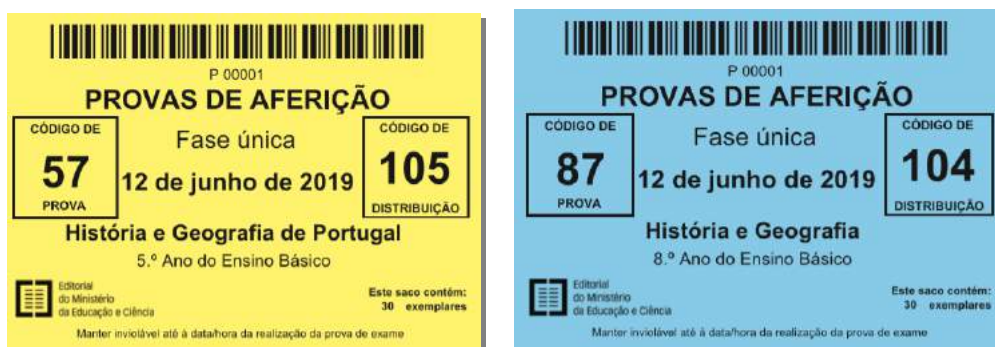 P 00001
PROVAS DE AFERIÇÃO
CÓDIGO DE
57
PROVA
Fase única
12 de junho de 2019
CÓDIGO DE
105
DISTRIBUIÇÃO
História e Geografia de Portugal
5.º Ano do Ensino Básico
Editorial
do Ministério
da Educação e Ciência
Este saco contém:
30 exemplares
Manter inviolável até à data/hora da realização da prova de exame
P 00001
PROVAS DE AFERIÇÃO
CÓDIGO DE
87
PROVA
Fase única
12 de junho de 2019
CÓDIGO DE
104
DISTRIBUIÇÃO
História e Geografia
8.º Ano do Ensino Básico
Editorial
do Ministério
da Educação e Ciência
Este saco contém:
30 exemplares
Manter inviolável até à data/hora da realização da prova de exame